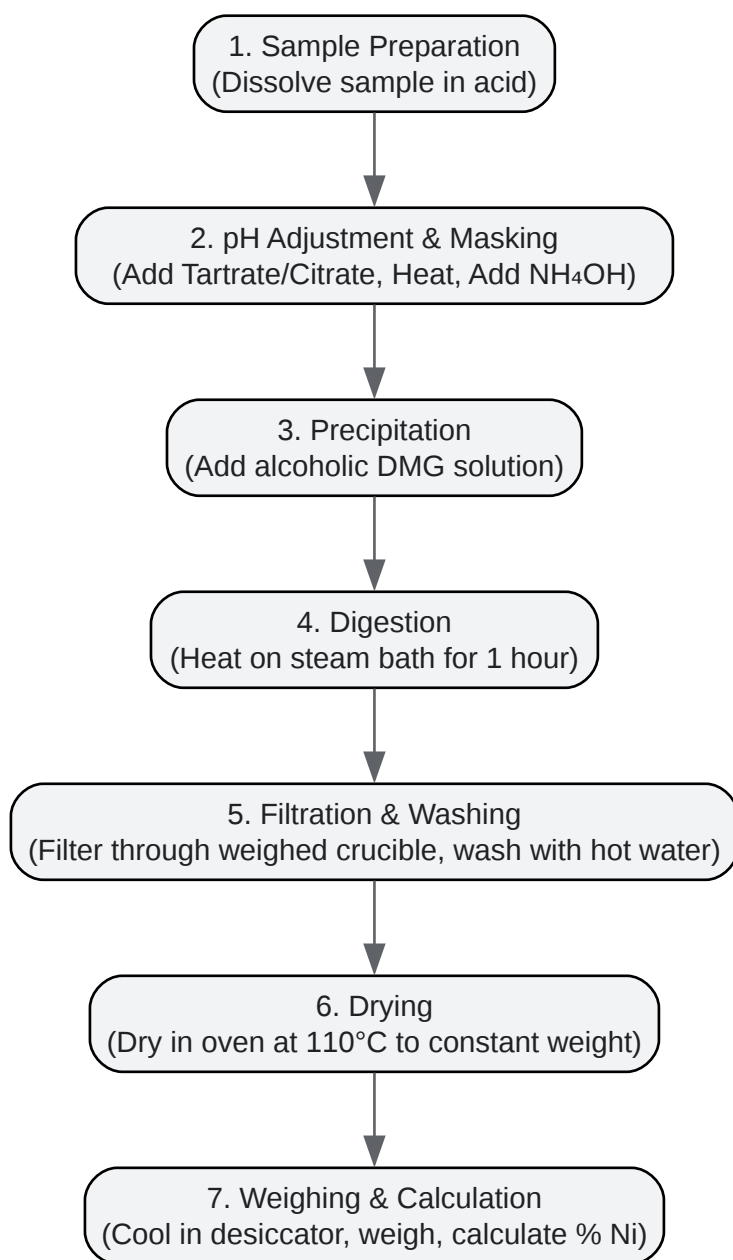 1. Sample Preparation
(Dissolve sample in acid)
2. pH Adjustment & Masking
(Add Tartrate/Citrate, Heat, Add NH₄OH)
3. Precipitation
(Add alcoholic DMG solution)
4. Digestion
(Heat on steam bath for 1 hour)
5. Filtration & Washing
(Filter through weighed crucible, wash with hot water)
6. Drying
(Dry in oven at 110°C to constant weight)
7. Weighing & Calculation
(Cool in desiccator, weigh, calculate % Ni)